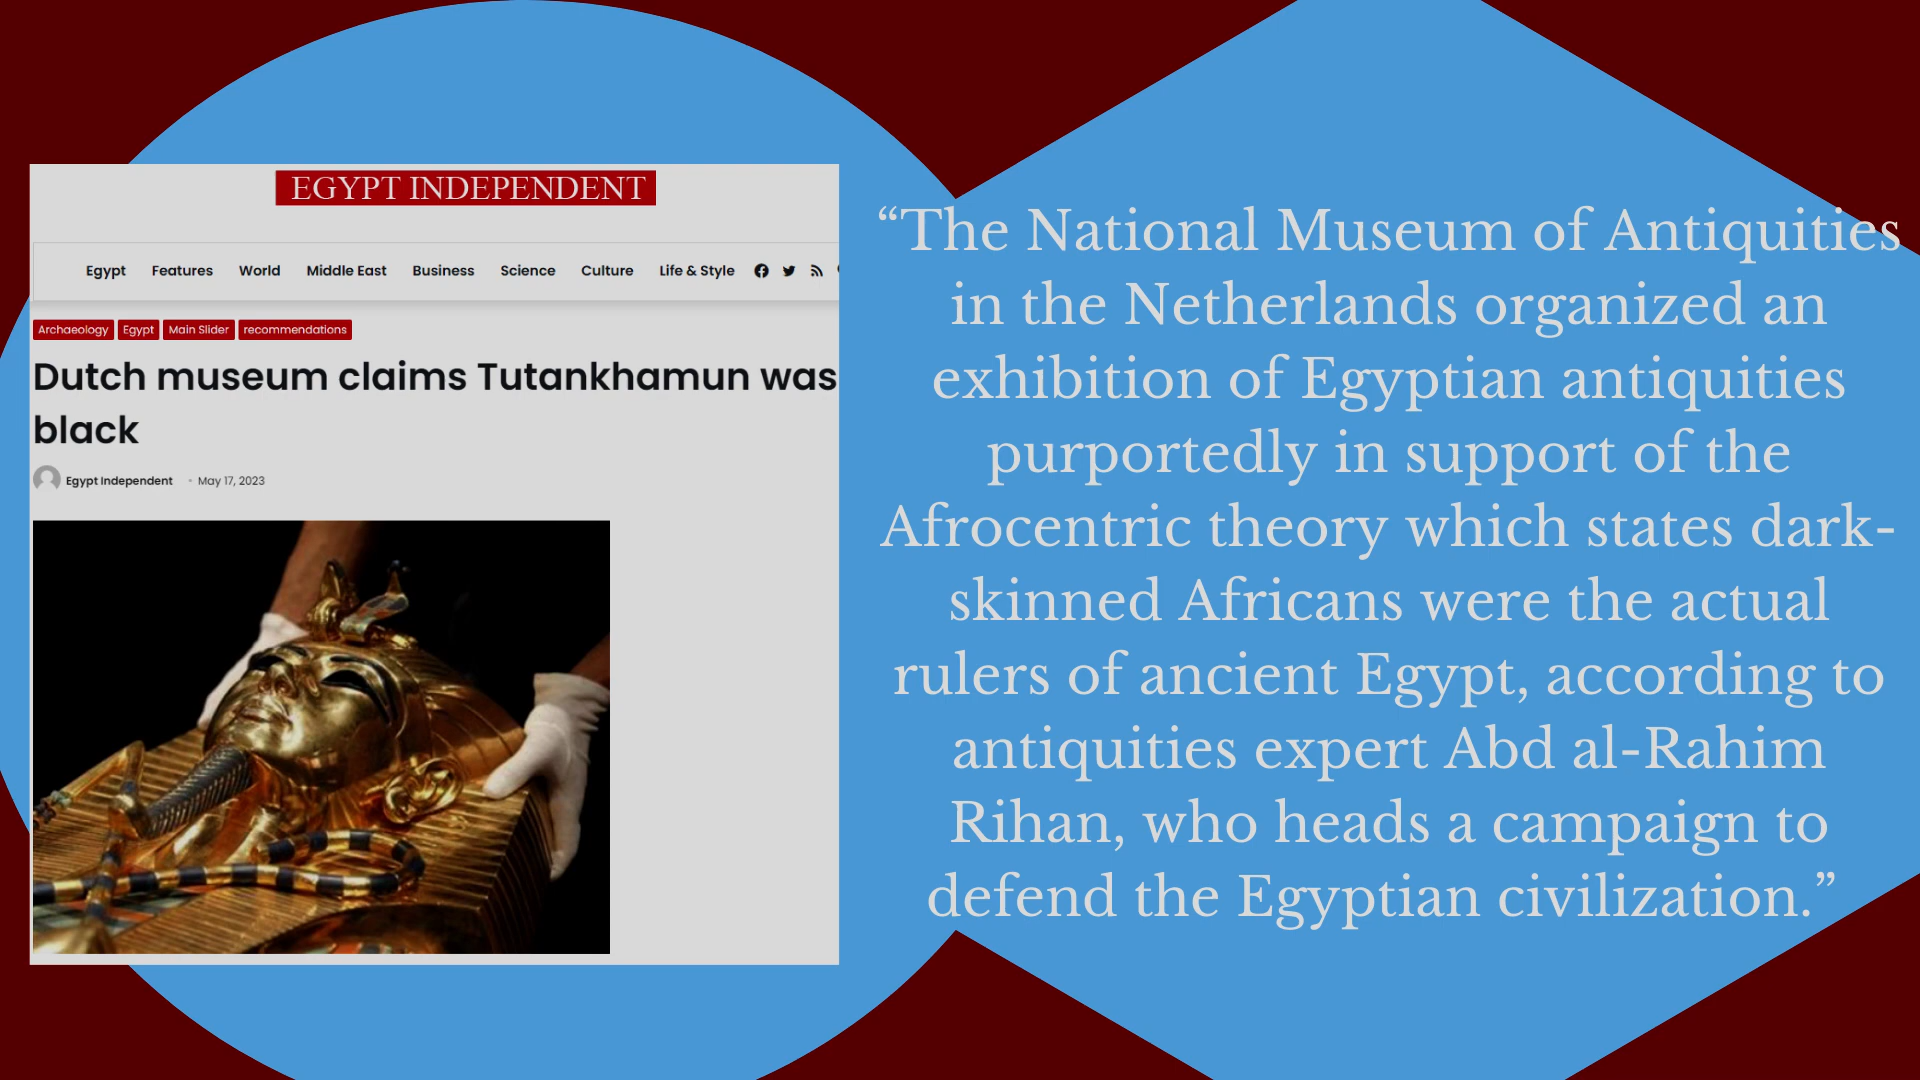 EGYPT INDEPENDENT
Egypt Features World Middle East Business Science Culture Life & Style
Archaeology Egypt Main Slider recommendations
Dutch museum claims Tutankhamun was
black
Egypt Independent • May 17, 2023
“The National Museum of Antiquities
in the Netherlands organized an
exhibition of Egyptian antiquities
purportedly in support of the
Afrocentric theory which states dark-
skinned Africans were the actual
rulers of ancient Egypt, according to
antiquities expert Abd al-Rahim
Rihan, who heads a campaign to
defend the Egyptian civilization.”